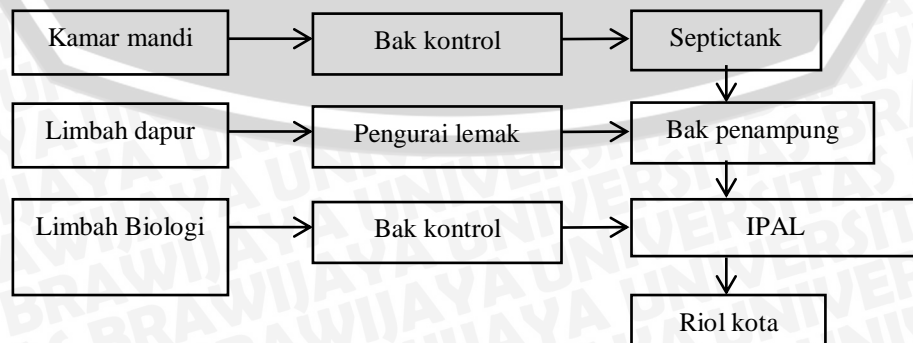 Kamar mandi
Bak kontrol
Septictank
Limbah dapur
Pengurai lemak
Bak penampung
Limbah Biologi
Bak kontrol
IPAL
Riol kota